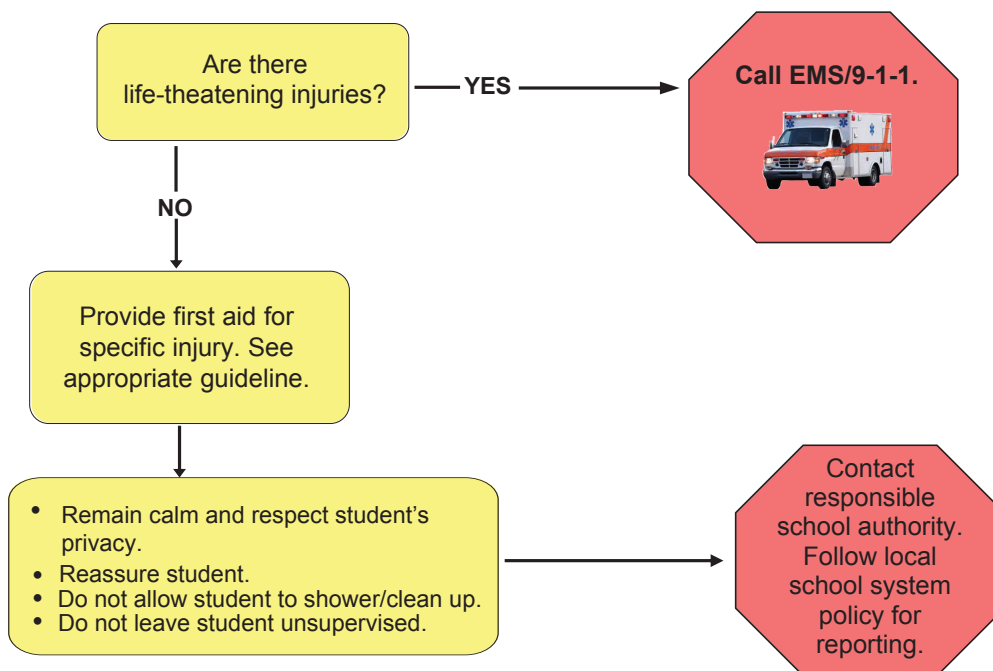 Are there
life-theatening injuries?
YES
Call EMS/9-1-1.
NO
Provide first aid for
specific injury. See
appropriate guideline.
• Remain calm and respect student's
privacy.
• Reassure student.
• Do not allow student to shower/clean up.
• Do not leave student unsupervised.
Contact
responsible
school authority.
Follow local
school system
policy for
reporting.